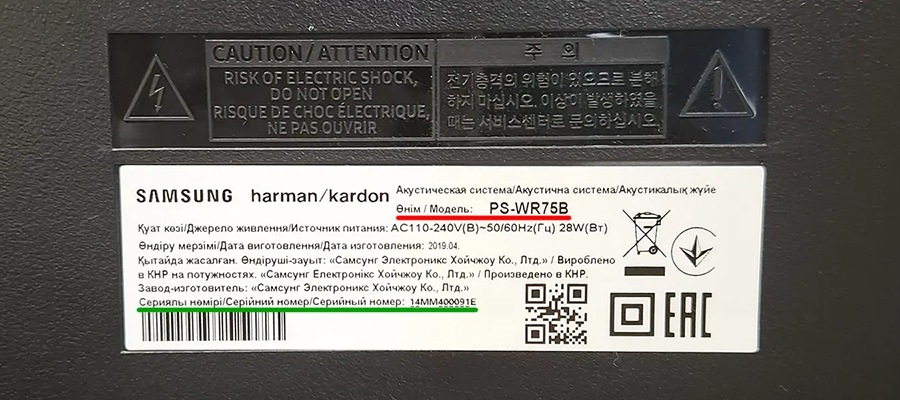 CAUTION / ATTENTION
RISK OF ELECTRIC SHOCK,
DO NOT OPEN
RISQUE DE CHOC ÉLECTRIQUE,
NE PAS OUVRIR
주 의
전기충격의 위험이 있으므로 분해
하지 마십시오. 이상이 발생하였을
때는 서비스센터로 문의하십시오.
SAMSUNG harman/kardon
Акустическая система/Акустична система/Акустикалық жүйе
Өнім / Модель: PS-WR75B
Қуат көзі/Джерело живлення/Источник питания: AC110-240V(В)~50/60Hz(Гц) 28W(Вт)
Өндіру мерзімі/Дата виготовлення/Дата изготовления: 2019.04.
Қытайда жасалған. Өндіруші-зауыт: «Самсунг Электроникс Хойчжоу Ко., Лтд.» / Вироблено
в КНР на потужностях. «Самсунг Електронікс Хойчжоу Ко., Лтд.» / Произведено в КНР.
Завод-изготовитель: «Самсунг Электроникс Хойчжоу Ко., Лтд.»
Сериялы нөмірі/Серійний номер/Серийный номер: 14MM400091E
EAC